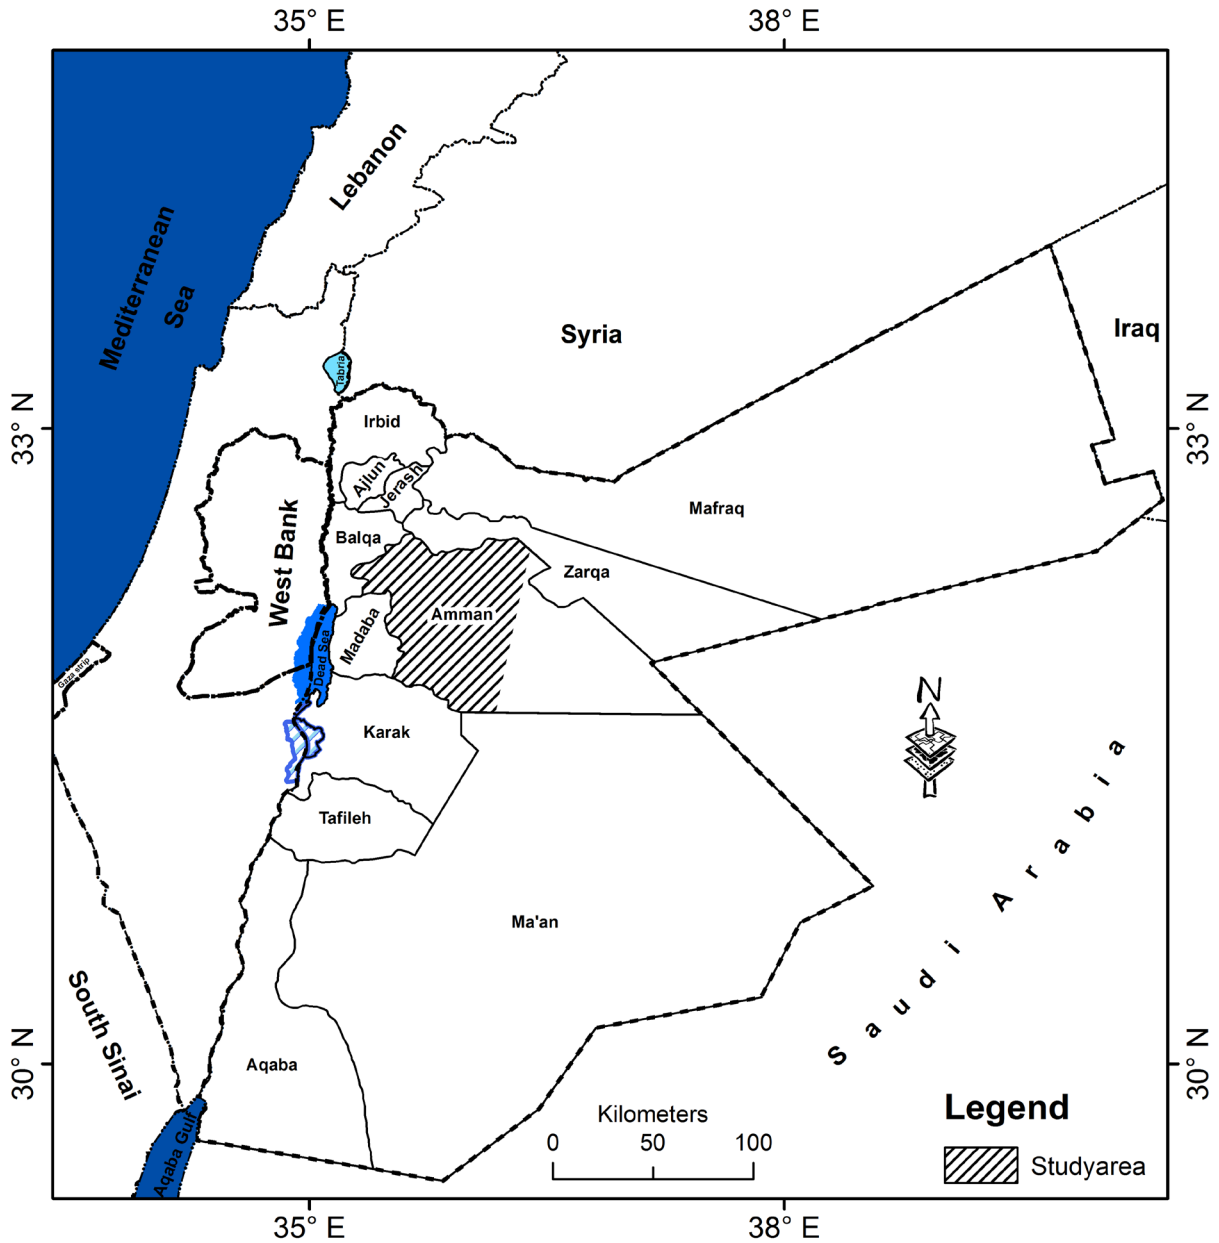 35° E
38° E
Lebanon
Mediterranean
Sea
Syria
Iraq
Tabria
33° N
33° N
Irbid
Ajlun
Jerash
Mafraq
Balqa
West Bank
Zarqa
Amman
Madaba
Dead Sea
Gaza strip
N
Karak
Tafileh
Ma'an
Saudi Arabia
South Sinai
30° N
30° N
Aqaba
Aqaba Gulf
Kilometers
0 50 100
Legend
Studyarea
35° E
38° E